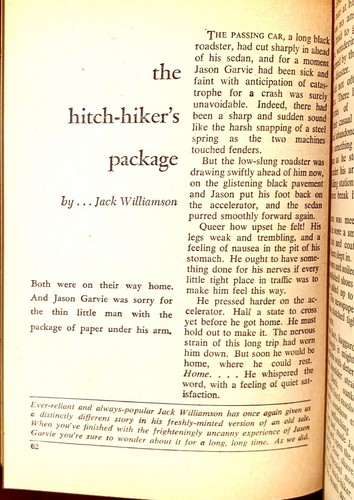 the
hitch-hiker's
package
by . . . Jack Williamson
Both were on their way home.
And Jason Garvie was sorry for
the thin little man with the
package of paper under his arm.
THE PASSING CAR, a long black
roadster, had cut sharply in ahead
of his sedan, and for a moment
Jason Garvie had been sick and
faint with anticipation of catas-
trophe for a crash was surely
unavoidable. Indeed, there had
been a sharp and sudden sound
like the harsh snapping of a steel
spring as the two machines
touched fenders.
But the low-slung roadster was
drawing swiftly ahead of him now,
on the glistening black pavement
and Jason put his foot back on
the accelerator, and the sedan
purred smoothly forward again.
Queer how upset he felt! His
legs weak and trembling, and a
feeling of nausea in the pit of his
stomach. He ought to have some-
thing done for his nerves if every
little tight place in traffic was to
make him feel this way.
He pressed harder on the ac-
celerator. Half a state to cross
yet before he got home. He must
hold out to make it. The nervous
strain of this long trip had worn
him down. But soon he would be
home, where he could rest.
Home. . . . He whispered the
word, with a feeling of quiet sat-
isfaction.
Ever-reliant and always-popular Jack Williamson has once again given us
a distinctly different story in his freshly-minted version of an old tale.
When you've finished with the frighteningly uncanny experience of Jason
Garvie you're sure to wonder about it for a long, long time. As we did.
62